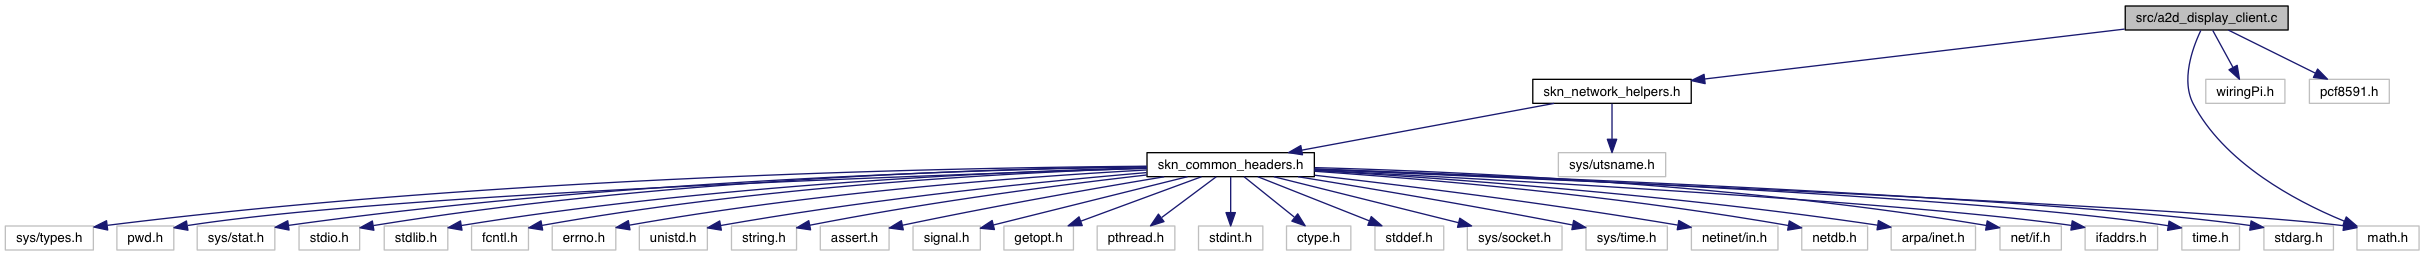 src/a2d_display_client.c
skn_network_helpers.h
wiringPi.h
pcf8591.h
skn_common_headers.h
sys/utsname.h
sys/types.h
pwd.h
sys/stat.h
stdio.h
stdlib.h
fcntl.h
errno.h
unistd.h
string.h
assert.h
signal.h
getopt.h
pthread.h
stdint.h
ctype.h
stddef.h
sys/socket.h
sys/time.h
netinet/in.h
netdb.h
arpa/inet.h
net/if.h
ifaddrs.h
time.h
stdarg.h
math.h